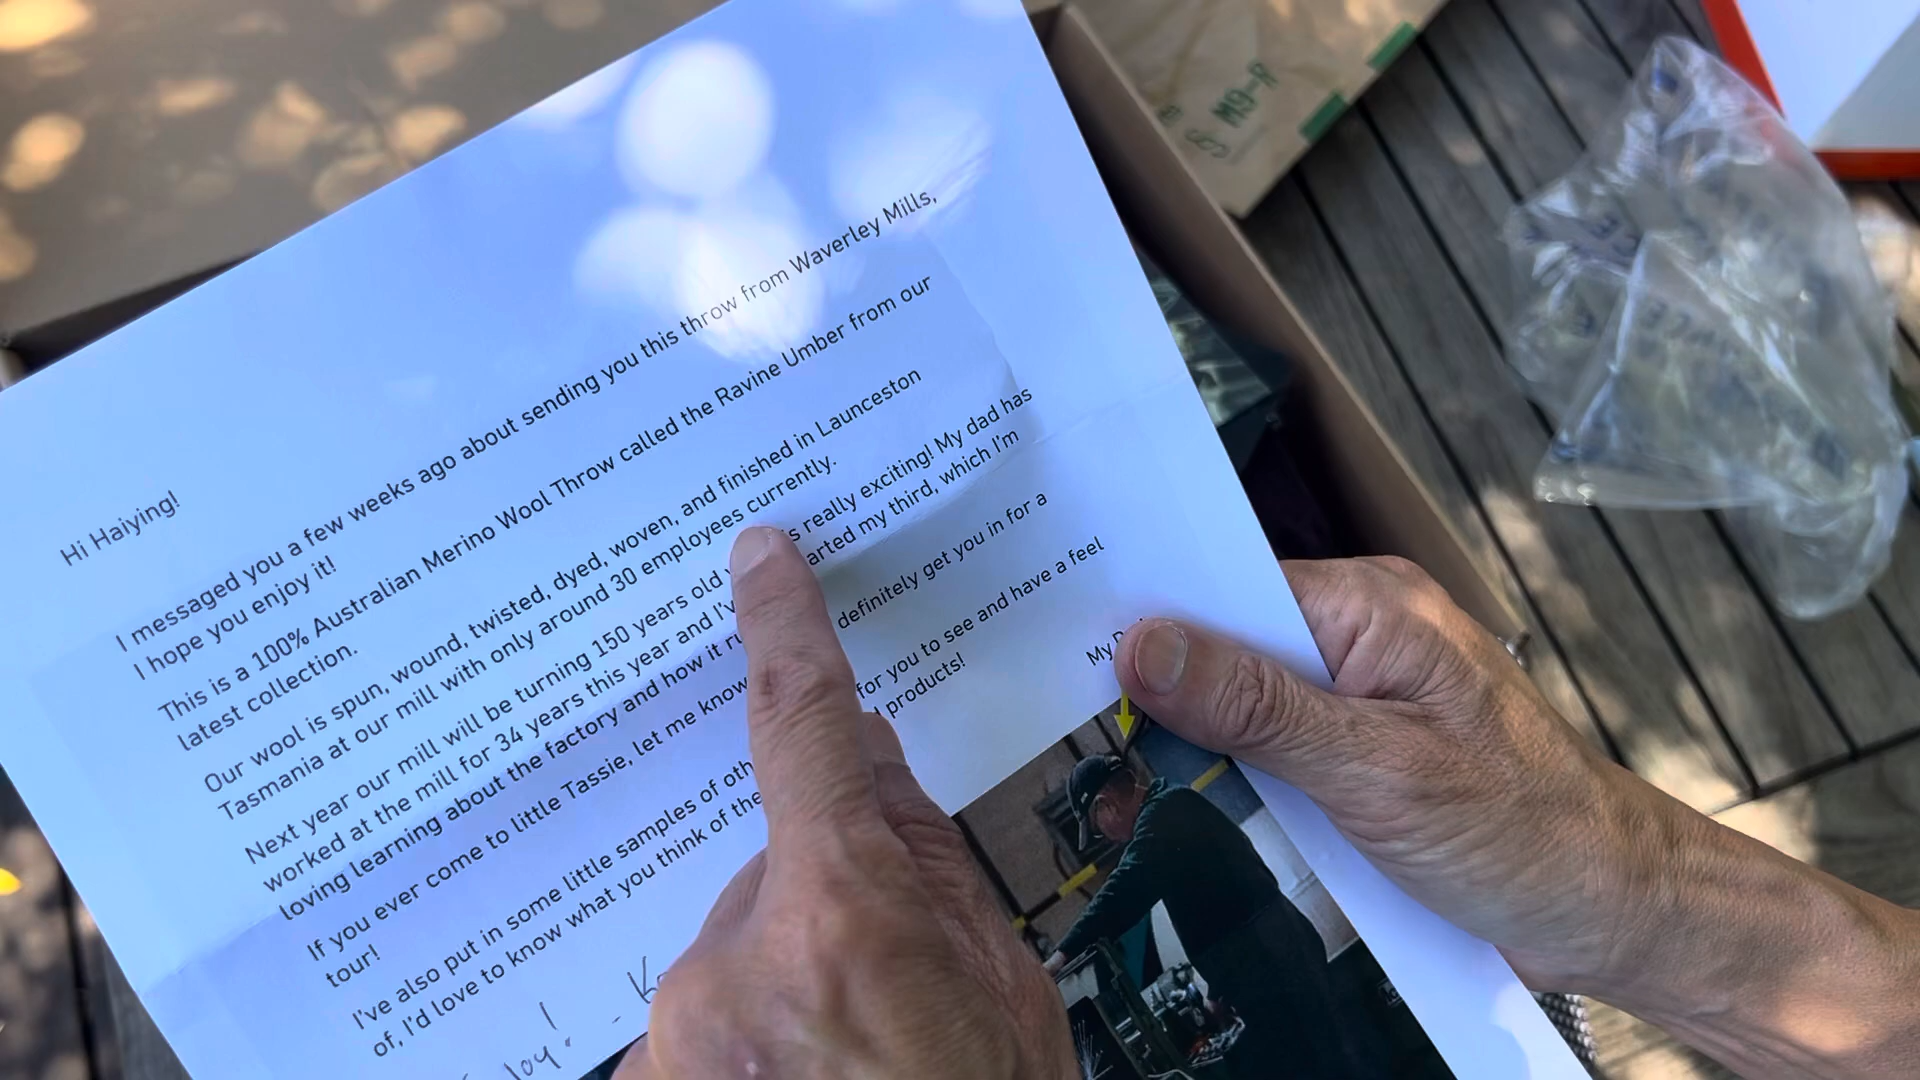 Hi Haiying!
I messaged you a few weeks ago about sending you this throw from Waverley Mills,
I hope you enjoy it!
This is a 100% Australian Merino Wool Throw called the Ravine Umber from our
latest collection.
Our wool is spun, wound, twisted, dyed, woven, and finished in Launceston
Tasmania at our mill with only around 30 employees currently.
Next year our mill will be turning 150 years old is really exciting! My dad has
worked at the mill for 34 years this year and I'v arted my third, which I'm
loving learning about the factory and how it ru
If you ever come to little Tassie, let me know definitely get you in for a
tour!
I've also put in some little samples of oth for you to see and have a feel
of, I'd love to know what you think of the products!
My
M9-R